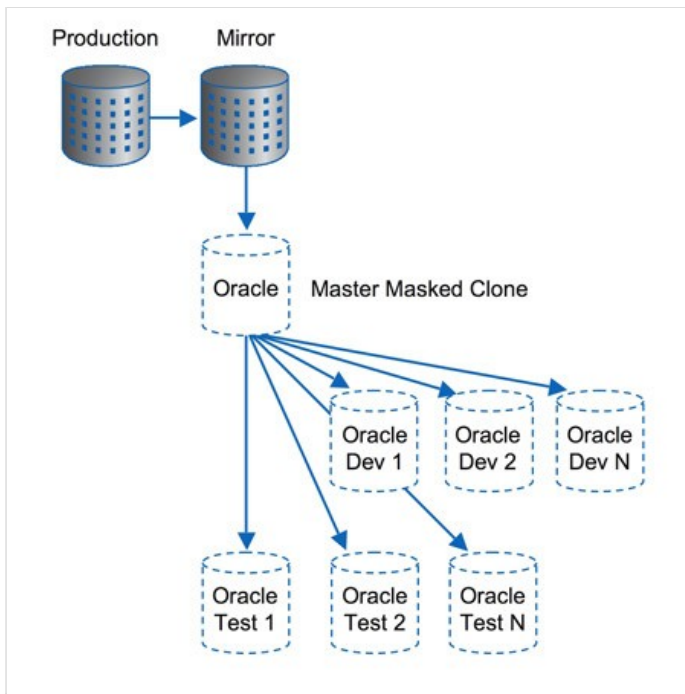 Production
Mirror
Oracle
Master Masked Clone
Oracle
Dev 1
Oracle
Dev 2
Oracle
Dev N
Oracle
Test 1
Oracle
Test 2
Oracle
Test N